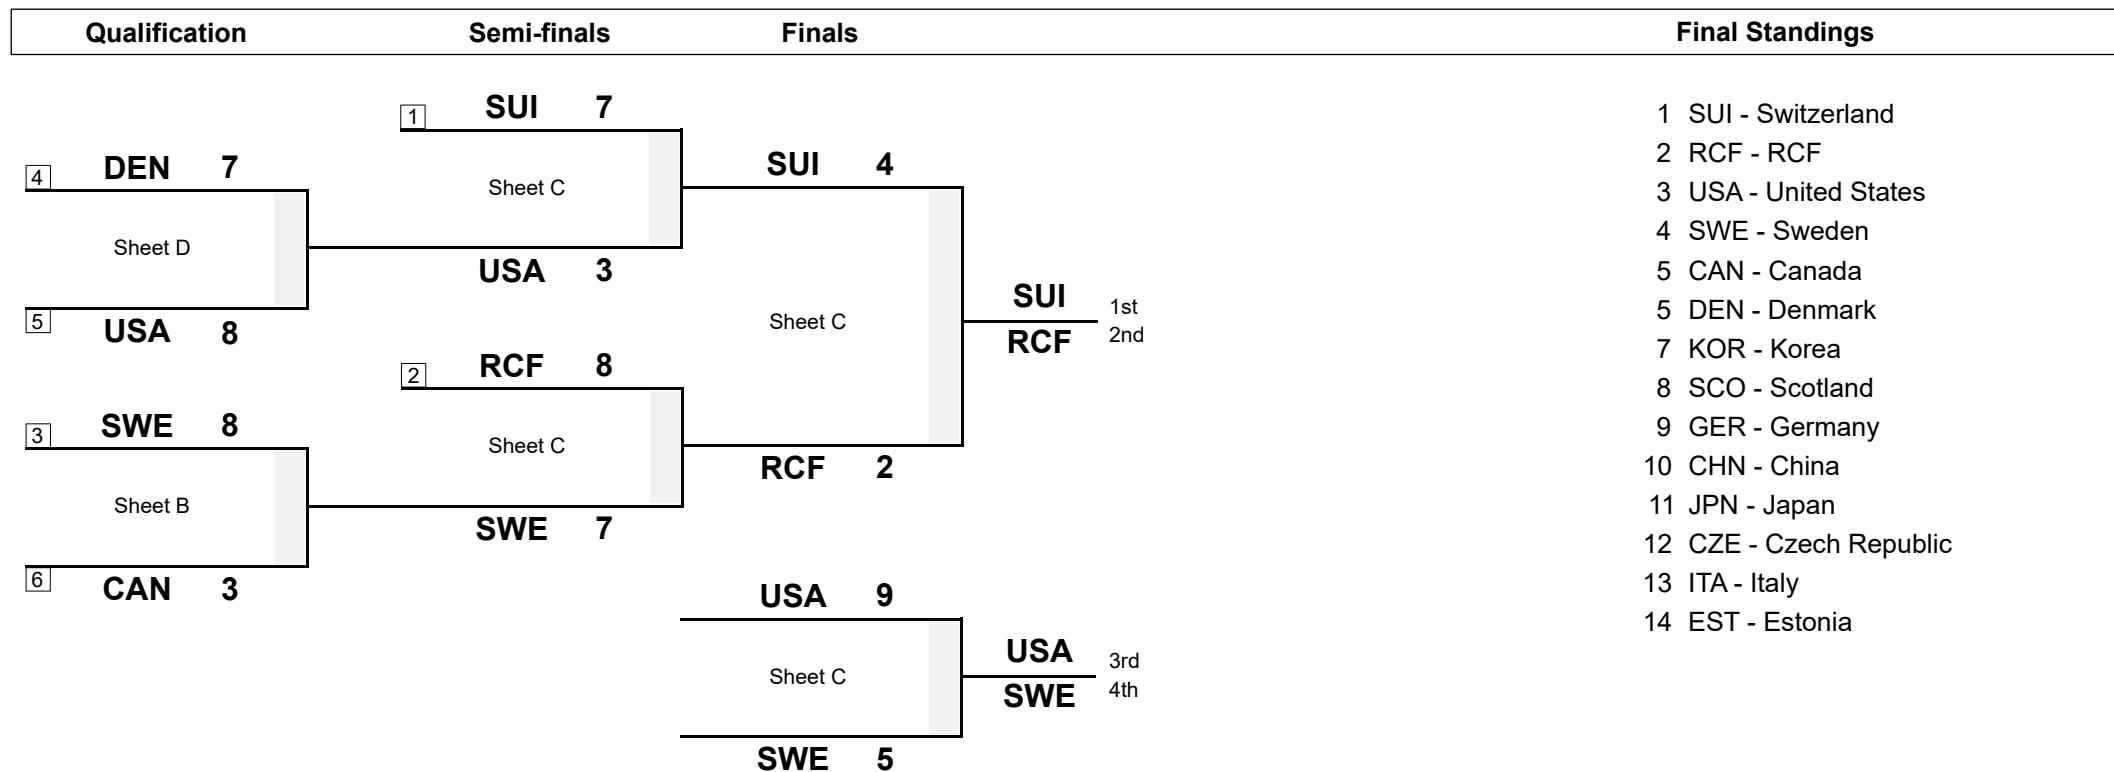 Qualification Semi-finals Finals Final Standings
1 SUI 7
4 DEN 7
Sheet D
5 USA 8
Sheet C
USA 3
SUI 4
Sheet C
RCF 2
2 RCF 8
Sheet C
SWE 7
3 SWE 8
Sheet B
6 CAN 3
SUI 1st
RCF 2nd
USA 9
Sheet C
SWE 5
USA 3rd
SWE 4th
1 SUI - Switzerland
2 RCF - RCF
3 USA - United States
4 SWE - Sweden
5 CAN - Canada
5 DEN - Denmark
7 KOR - Korea
8 SCO - Scotland
9 GER - Germany
10 CHN - China
11 JPN - Japan
12 CZE - Czech Republic
13 ITA - Italy
14 EST - Estonia